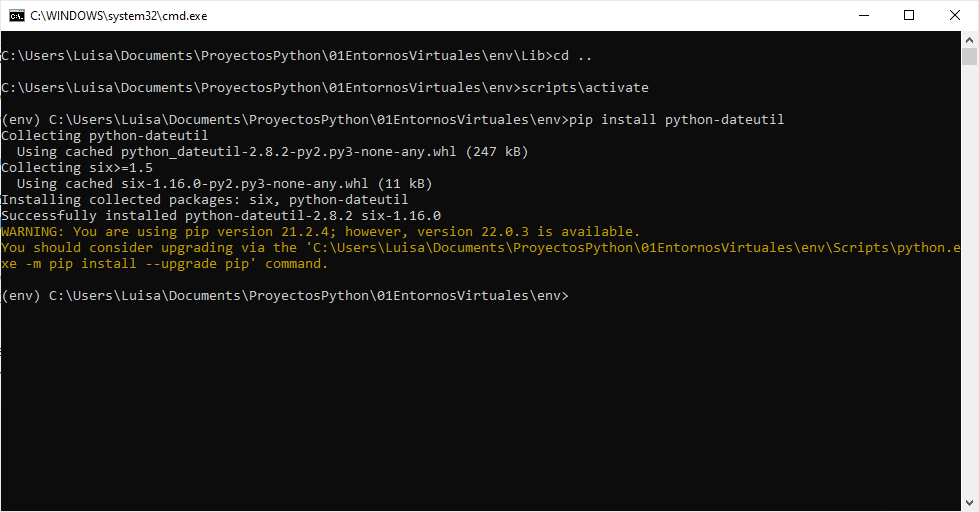 C:\WINDOWS\system32\cmd.exe
C:\Users\Luisa\Documents\ProyectosPython\01EntornosVirtuales\env\Lib>cd ..
C:\Users\Luisa\Documents\ProyectosPython\01EntornosVirtuales\env>scripts\activate
(env) C:\Users\Luisa\Documents\ProyectosPython\01EntornosVirtuales\env>pip install python-dateutil
Collecting python-dateutil
  Using cached python_dateutil-2.8.2-py2.py3-none-any.whl (247 kB)
Collecting six>=1.5
  Using cached six-1.16.0-py2.py3-none-any.whl (11 kB)
Installing collected packages: six, python-dateutil
Successfully installed python-dateutil-2.8.2 six-1.16.0
WARNING: You are using pip version 21.2.4; however, version 22.0.3 is available.
You should consider upgrading via the 'C:\Users\Luisa\Documents\ProyectosPython\01EntornosVirtuales\env\Scripts\python.e
xe -m pip install --upgrade pip' command.
(env) C:\Users\Luisa\Documents\ProyectosPython\01EntornosVirtuales\env>